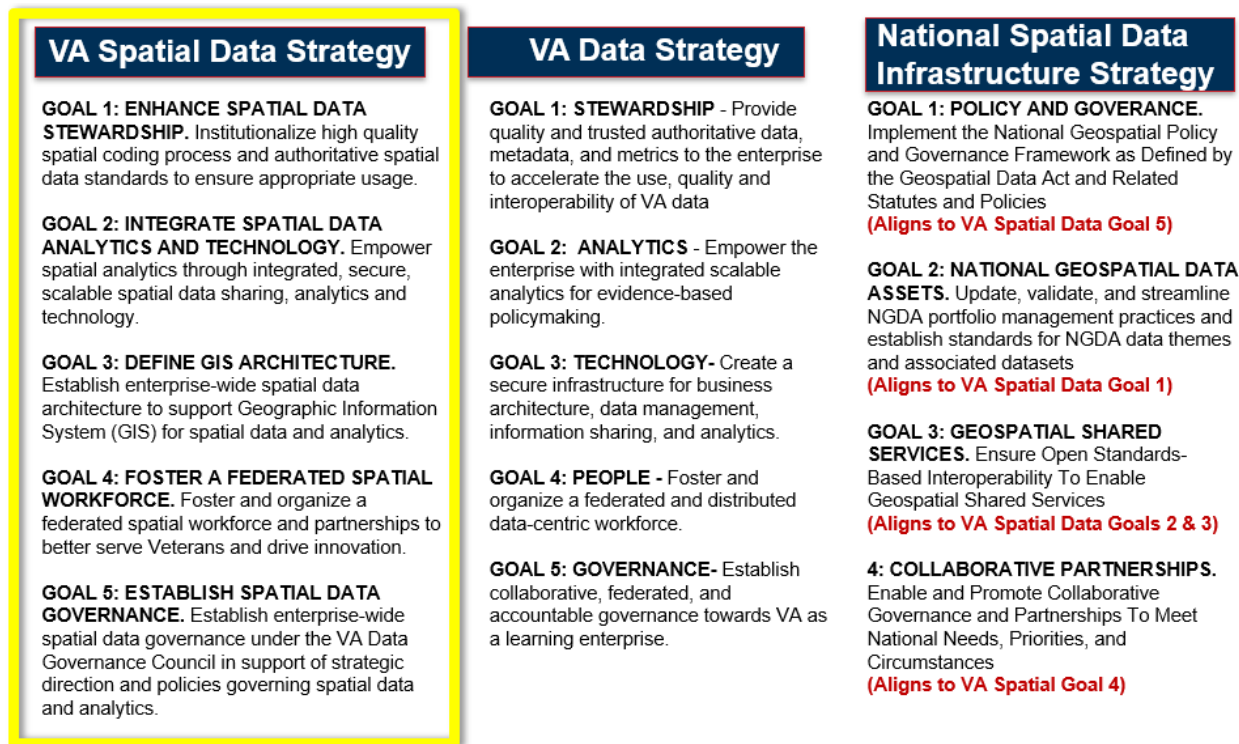 VA Spatial Data Strategy
GOAL 1: ENHANCE SPATIAL DATA
STEWARDSHIP. Institutionalize high quality
spatial coding process and authoritative spatial
data standards to ensure appropriate usage.
GOAL 2: INTEGRATE SPATIAL DATA
ANALYTICS AND TECHNOLOGY. Empower
spatial analytics through integrated, secure,
scalable spatial data sharing, analytics and
technology.
GOAL 3: DEFINE GIS ARCHITECTURE.
Establish enterprise-wide spatial data
architecture to support Geographic Information
System (GIS) for spatial data and analytics.
GOAL 4: FOSTER A FEDERATED SPATIAL
WORKFORCE. Foster and organize a
federated spatial workforce and partnerships to
better serve Veterans and drive innovation.
GOAL 5: ESTABLISH SPATIAL DATA
GOVERNANCE. Establish enterprise-wide
spatial data governance under the VA Data
Governance Council in support of strategic
direction and policies governing spatial data
and analytics.
VA Data Strategy
GOAL 1: STEWARDSHIP - Provide
quality and trusted authoritative data,
metadata, and metrics to the enterprise
to accelerate the use, quality and
interoperability of VA data
GOAL 2: ANALYTICS - Empower the
enterprise with integrated scalable
analytics for evidence-based
policymaking.
GOAL 3: TECHNOLOGY- Create a
secure infrastructure for business
architecture, data management,
information sharing, and analytics.
GOAL 4: PEOPLE - Foster and
organize a federated and distributed
data-centric workforce.
GOAL 5: GOVERNANCE- Establish
collaborative, federated, and
accountable governance towards VA as
a learning enterprise.
National Spatial Data
Infrastructure Strategy
GOAL 1: POLICY AND GOVERANCE.
Implement the National Geospatial Policy
and Governance Framework as Defined by
the Geospatial Data Act and Related
Statutes and Policies
(Aligns to VA Spatial Data Goal 5)
GOAL 2: NATIONAL GEOSPATIAL DATA
ASSETS. Update, validate, and streamline
NGDA portfolio management practices and
establish standards for NGDA data themes
and associated datasets
(Aligns to VA Spatial Data Goal 1)
GOAL 3: GEOSPATIAL SHARED
SERVICES. Ensure Open Standards-
Based Interoperability To Enable
Geospatial Shared Services
(Aligns to VA Spatial Data Goals 2 & 3)
4: COLLABORATIVE PARTNERSHIPS.
Enable and Promote Collaborative
Governance and Partnerships To Meet
National Needs, Priorities, and
Circumstances
(Aligns to VA Spatial Goal 4)